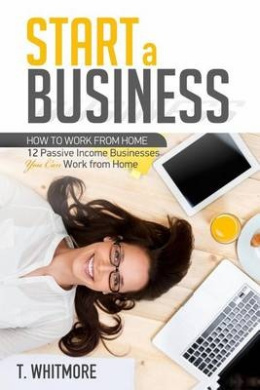 START a
BUSINESS
HOW TO WORK FROM HOME
12 Passive Income Businesses
You Can Work from Home
T. WHITMORE